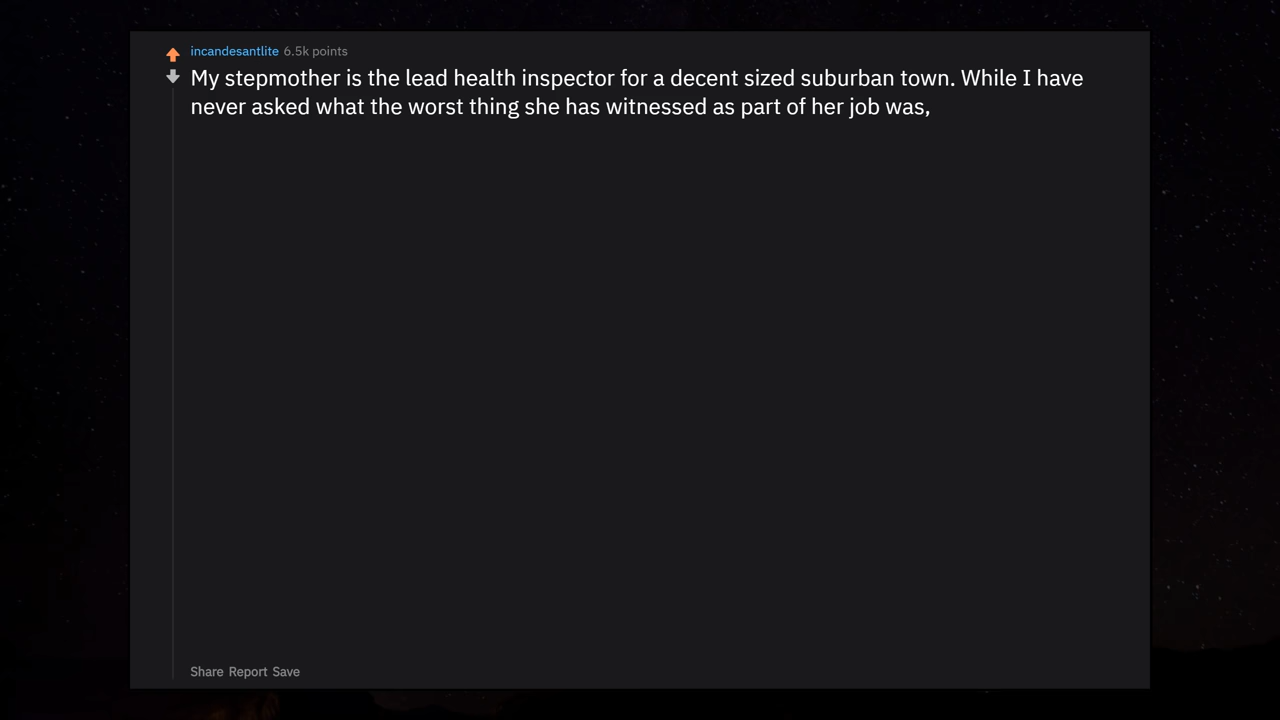 incandesantlite 6.5k points
My stepmother is the lead health inspector for a decent sized suburban town. While I have
never asked what the worst thing she has witnessed as part of her job was,
Share Report Save